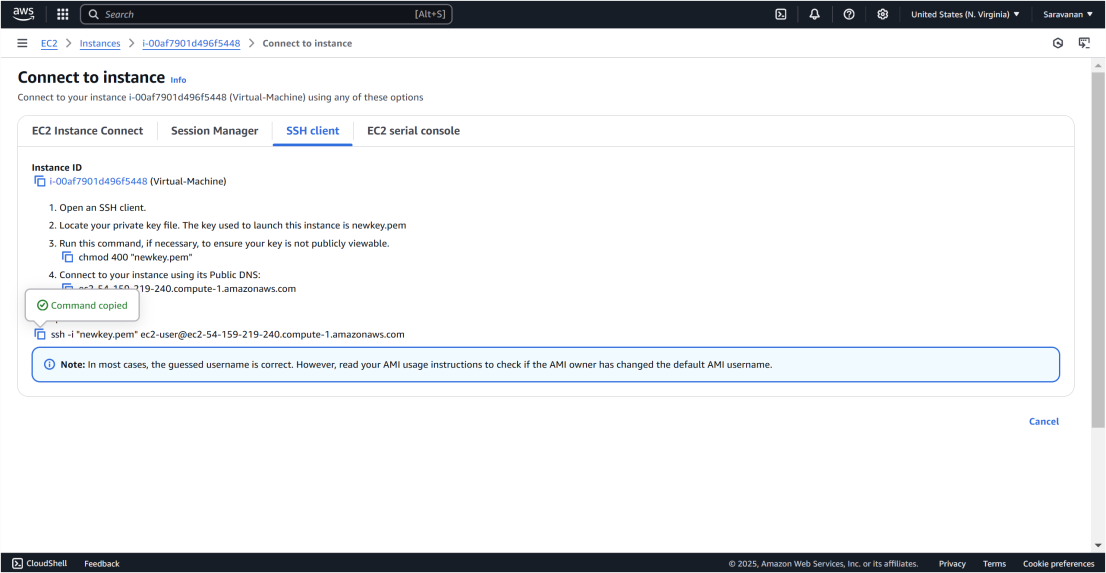 aws
Search
[Alt+S]
United States (N. Virginia)
Saravanan
EC2
Instances
i-00af7901d496f5448
Connect to instance
Connect to instance Info
Connect to your instance i-00af7901d496f5448 (Virtual-Machine) using any of these options
EC2 Instance Connect
Session Manager
SSH client
EC2 serial console
Instance ID
i-00af7901d496f5448 (Virtual-Machine)
1. Open an SSH client.
2. Locate your private key file. The key used to launch this instance is newkey.pem
3. Run this command, if necessary, to ensure your key is not publicly viewable.
chmod 400 "newkey.pem"
4. Connect to your instance using its Public DNS:
ec2-54-159-219-240.compute-1.amazonaws.com
Command copied
ssh -i "newkey.pem" ec2-user@ec2-54-159-219-240.compute-1.amazonaws.com
Note: In most cases, the guessed username is correct. However, read your AMI usage instructions to check if the AMI owner has changed the default AMI username.
Cancel
CloudShell
Feedback
© 2025, Amazon Web Services, Inc. or its affiliates.
Privacy
Terms
Cookie preferences